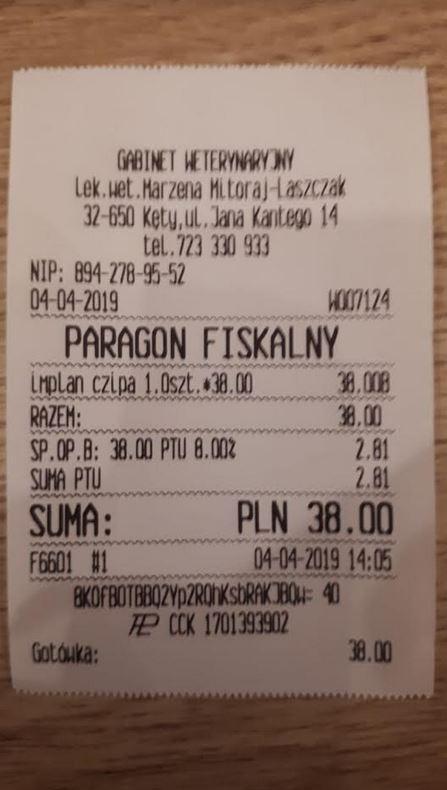 GABINET WETERYNARYJNY
Lek.wet.Marzena Mitoraj-Laszczak
32-650 Kęty,ul.Jana Kantego 14
tel.723 330 933
NIP: 894-278-95-52
04-04-2019 W007124
PARAGON FISKALNY
implan czipa 1.0szt.*38.00 38.00B
RAZEM: 38.00
SP.OP.B: 38.00 PTU 8.00% 2.81
SUMA PTU 2.81
SUMA: PLN 38.00
F6601 #1 04-04-2019 14:05
40
CCK 1701393902
Gotówka: 38.00